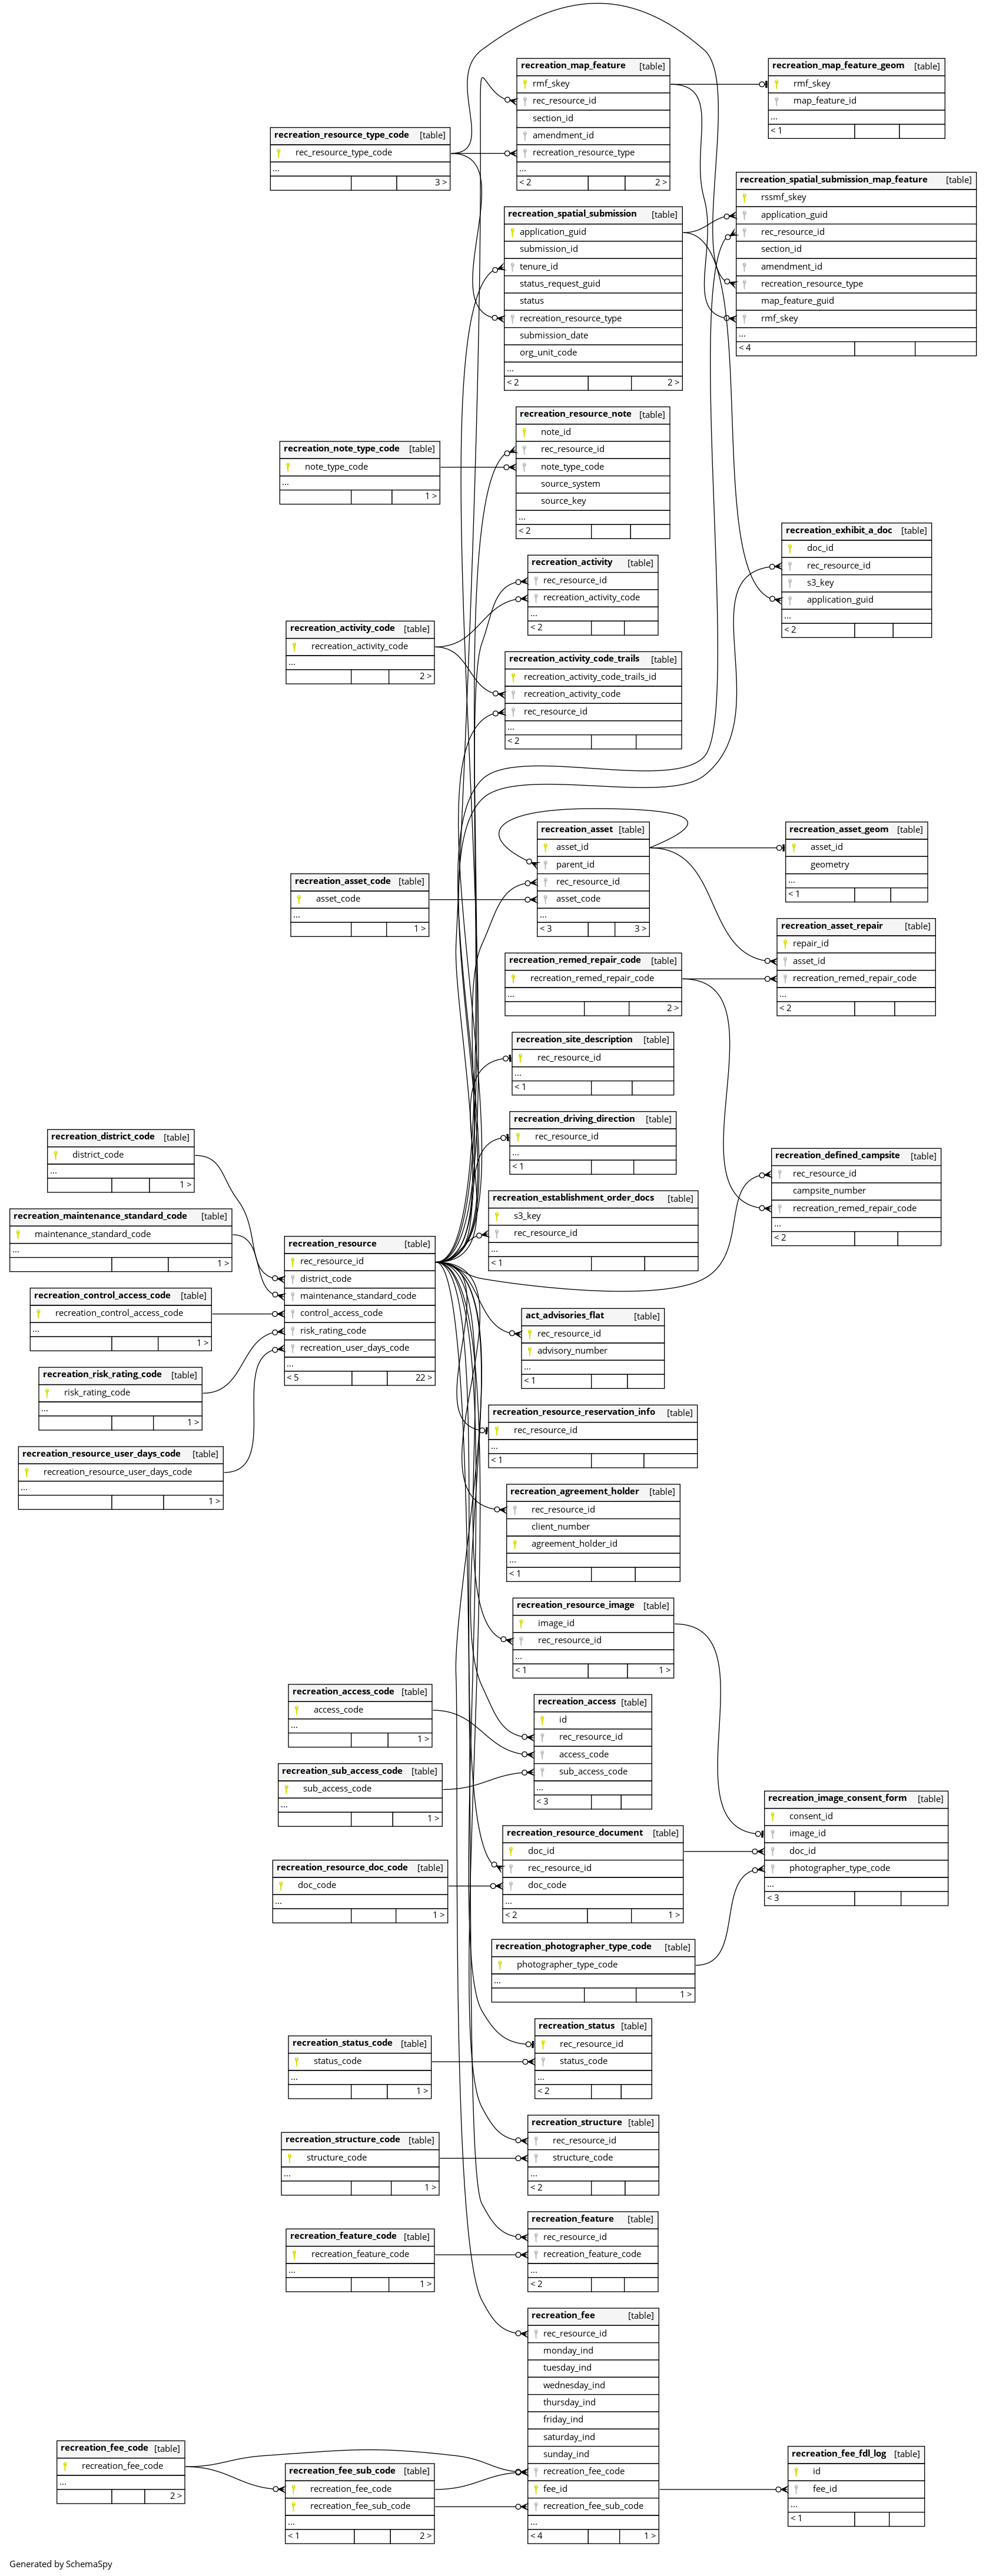 recreation_map_feature [table]
rmf_skey
rec_resource_id
section_id
amendment_id
recreation_resource_type
...
< 2 2 >
recreation_map_feature_geom [table]
rmf_skey
map_feature_id
...
< 1
recreation_resource_type_code [table]
rec_resource_type_code
...
3 >
recreation_spatial_submission_map_feature [table]
rssmf_skey
application_guid
rec_resource_id
section_id
amendment_id
recreation_resource_type
map_feature_guid
rmf_skey
...
< 4
recreation_spatial_submission [table]
application_guid
submission_id
tenure_id
status_request_guid
status
recreation_resource_type
submission_date
org_unit_code
...
< 2 2 >
recreation_resource_note [table]
note_id
rec_resource_id
note_type_code
source_system
source_key
...
< 2
recreation_note_type_code [table]
note_type_code
...
1 >
recreation_exhibit_a_doc [table]
doc_id
rec_resource_id
s3_key
application_guid
...
< 2
recreation_activity [table]
rec_resource_id
recreation_activity_code
...
< 2
recreation_activity_code [table]
recreation_activity_code
...
2 >
recreation_activity_code_trails [table]
recreation_activity_code_trails_id
recreation_activity_code
rec_resource_id
...
< 2
recreation_asset [table]
asset_id
parent_id
rec_resource_id
asset_code
...
< 3 3 >
recreation_asset_geom [table]
asset_id
geometry
...
< 1
recreation_asset_code [table]
asset_code
...
1 >
recreation_asset_repair [table]
repair_id
asset_id
recreation_remed_repair_code
...
< 2
recreation_remed_repair_code [table]
recreation_remed_repair_code
...
2 >
recreation_site_description [table]
rec_resource_id
...
< 1
recreation_driving_direction [table]
rec_resource_id
...
< 1
recreation_district_code [table]
district_code
...
1 >
recreation_defined_campsite [table]
rec_resource_id
campsite_number
recreation_remed_repair_code
...
< 2
recreation_establishment_order_docs [table]
s3_key
rec_resource_id
...
< 1
recreation_maintenance_standard_code [table]
maintenance_standard_code
...
1 >
recreation_resource [table]
rec_resource_id
district_code
maintenance_standard_code
control_access_code
risk_rating_code
recreation_user_days_code
...
< 5 22 >
recreation_control_access_code [table]
recreation_control_access_code
...
1 >
act_advisories_flat [table]
rec_resource_id
advisory_number
...
< 1
recreation_risk_rating_code [table]
risk_rating_code
...
1 >
recreation_resource_reservation_info [table]
rec_resource_id
...
< 1
recreation_resource_user_days_code [table]
recreation_resource_user_days_code
...
1 >
recreation_agreement_holder [table]
rec_resource_id
client_number
agreement_holder_id
...
< 1
recreation_resource_image [table]
image_id
rec_resource_id
...
< 1 1 >
recreation_access_code [table]
access_code
...
1 >
recreation_access [table]
id
rec_resource_id
access_code
sub_access_code
...
< 3
recreation_sub_access_code [table]
sub_access_code
...
1 >
recreation_image_consent_form [table]
consent_id
image_id
doc_id
photographer_type_code
...
< 3
recreation_resource_document [table]
doc_id
rec_resource_id
doc_code
...
< 2 1 >
recreation_resource_doc_code [table]
doc_code
...
1 >
recreation_photographer_type_code [table]
photographer_type_code
...
1 >
recreation_status [table]
rec_resource_id
status_code
...
< 2
recreation_status_code [table]
status_code
...
1 >
recreation_structure [table]
rec_resource_id
structure_code
...
< 2
recreation_structure_code [table]
structure_code
...
1 >
recreation_feature [table]
rec_resource_id
recreation_feature_code
...
< 2
recreation_feature_code [table]
recreation_feature_code
...
1 >
recreation_fee [table]
rec_resource_id
monday_ind
tuesday_ind
wednesday_ind
thursday_ind
friday_ind
saturday_ind
sunday_ind
recreation_fee_code
fee_id
recreation_fee_sub_code
...
< 4 1 >
recreation_fee_code [table]
recreation_fee_code
...
2 >
recreation_fee_sub_code [table]
recreation_fee_code
recreation_fee_sub_code
...
< 1 2 >
recreation_fee_fdl_log [table]
id
fee_id
...
< 1
Generated by SchemaSpy